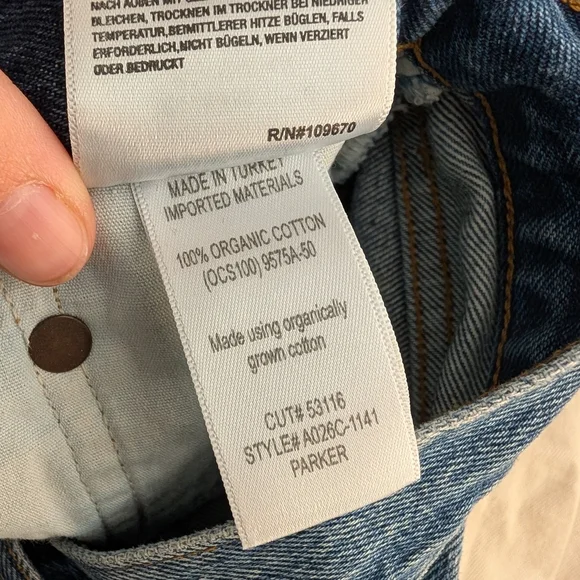 NACH AUßEN MIT
BLEICHEN, TROCKNEN IM TROCKNER BEI NIEDRIGER
TEMPERATUR,BEIMITTLERER HITZE BÜGLEN, FALLS
ERFORDERLICH,NICHT BÜGELN, WENN VERZIERT
ODER BEDRUCKT
R/N#109670
MADE IN TURKEY
IMPORTED MATERIALS
100% ORGANIC COTTON
(OCS100) 9575A-50
Made using organically
grown cotton
CUT# 53116
STYLE# A026C-1141
PARKER